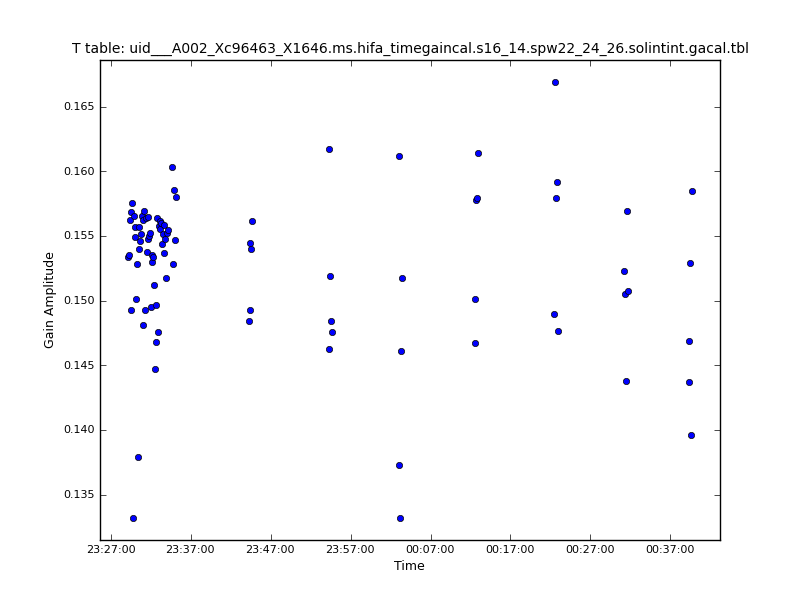 T table: uid___A002_Xc96463_X1646.ms.hifa_timegaincal.s16_14.spw22_24_26.solintint.gacal.tbl
0.165
0.160
0.155
0.150
0.145
0.140
0.135
Gain Amplitude
23:27:00 23:37:00 23:47:00 23:57:00 00:07:00 00:17:00 00:27:00 00:37:00
Time